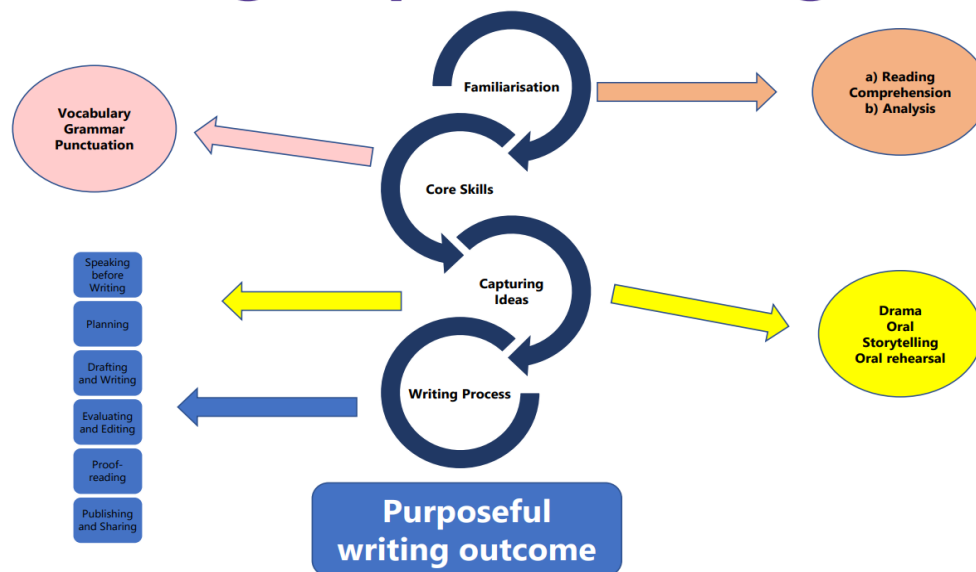 Familiarisation
a) Reading
Comprehension
b) Analysis
Vocabulary
Grammar
Punctuation
Core Skills
Capturing
Ideas
Drama
Oral
Storytelling
Oral rehearsal
Writing Process
Speaking
before
Writing
Planning
Drafting
and Writing
Evaluating
and Editing
Proof-
reading
Publishing
and Sharing
Purposeful
writing outcome